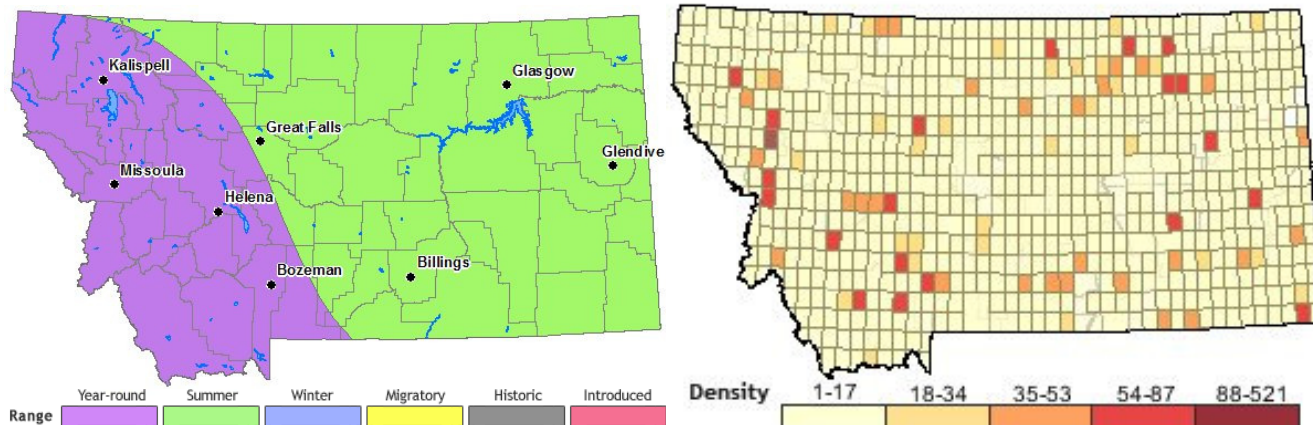 Kalispell
Glasgow
Great Falls
Glendive
Missoula
Helena
Bozeman
Billings
Year-round Summer Winter Migratory Historic Introduced
Range
Density 1-17 18-34 35-53 54-87 88-521